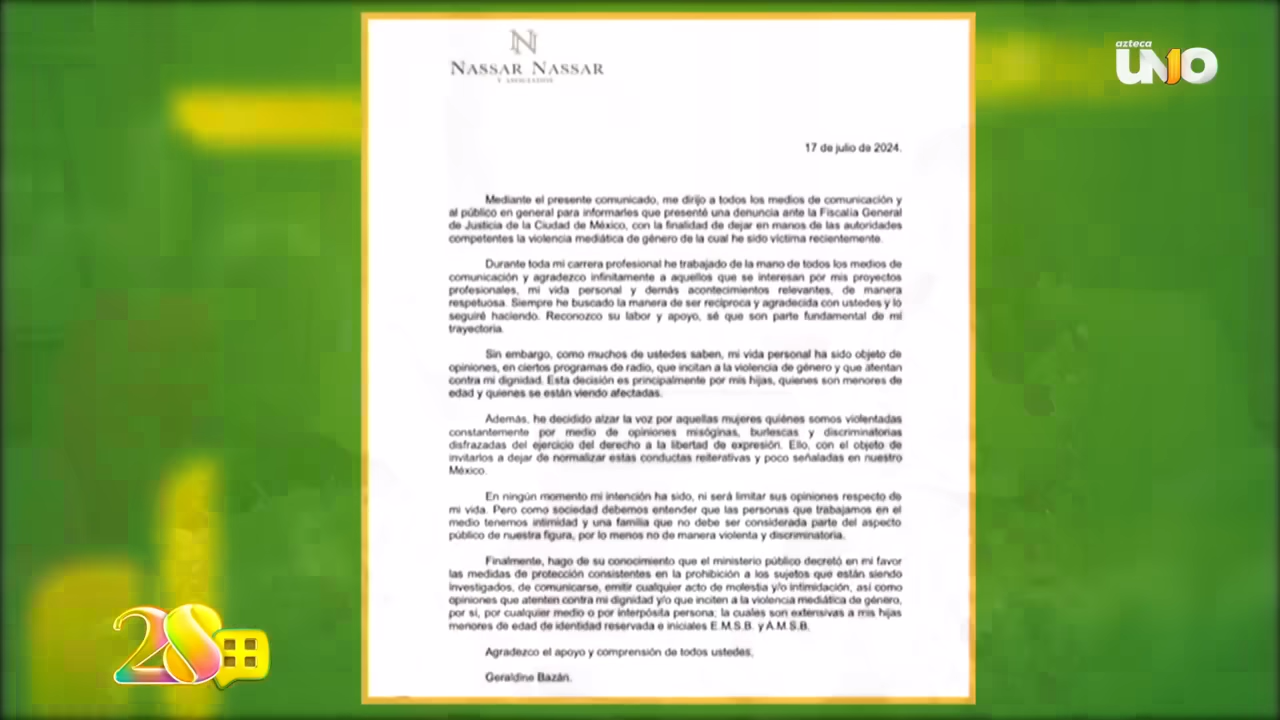 azteca
UNO
N
NASSAR NASSAR
Y ASOCIADOS
17 de julio de 2024.
Mediante el presente comunicado, me dirijo a todos los medios de comunicación y
al público en general para informarles que presenté una denuncia ante la Fiscalía General
de Justicia de la Ciudad de México, con la finalidad de dejar en manos de las autoridades
competentes la violencia mediática de género de la cual he sido víctima recientemente.
Durante toda mi carrera profesional he trabajado de la mano de todos los medios de
comunicación y agradezco infinitamente a aquellos que se interesan por mis proyectos
profesionales, mi vida personal y demás acontecimientos relevantes, de manera
respetuosa. Siempre he buscado la manera de ser recíproca y agradecida con ustedes y lo
seguiré haciendo. Reconozco su labor y apoyo, sé que son parte fundamental de mi
trayectoria.
Sin embargo, como muchos de ustedes saben, mi vida personal ha sido objeto de
opiniones, en ciertos programas de radio, que incitan a la violencia de género y que atentan
contra mi dignidad. Esta decisión es principalmente por mis hijas, quienes son menores de
edad y quienes se están viendo afectadas.
Además, he decidido alzar la voz por aquellas mujeres quiénes somos violentadas
constantemente por medio de opiniones misóginas, burlescas y discriminatorias
disfrazadas del ejercicio del derecho a la libertad de expresión. Ello, con el objeto de
invitarlos a dejar de normalizar estas conductas reiterativas y poco señaladas en nuestro
México.
En ningún momento mi intención ha sido, ni será limitar sus opiniones respecto de
mi vida. Pero como sociedad debemos entender que las personas que trabajamos en el
medio tenemos intimidad y una familia que no debe ser considerada parte del aspecto
público de nuestra figura, por lo menos no de manera violenta y discriminatoria.
Finalmente, hago de su conocimiento que el ministerio público decretó en mi favor
las medidas de protección consistentes en la prohibición a los sujetos que están siendo
investigados, de comunicarse, emitir cualquier acto de molestia y/o intimidación, así como
opiniones que atenten contra mi dignidad y/o que inciten a la violencia mediática de género,
por sí, por cualquier medio o por interpósita persona; la cuales son extensivas a mis hijas
menores de edad de identidad reservada e iniciales E.M.S.B. y A.M.S.B.
Agradezco el apoyo y comprensión de todos ustedes,
Geraldine Bazán.
28